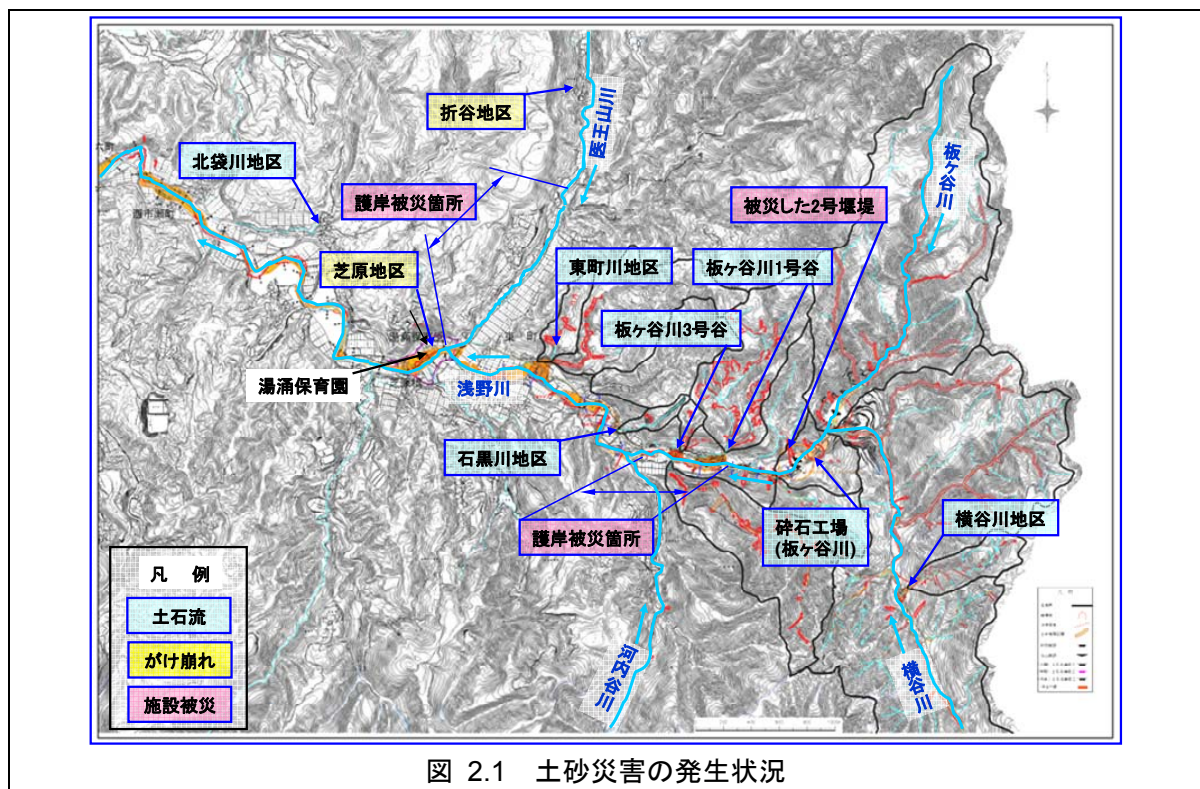 折谷地区
医王山川
板ヶ谷川
北袋川地区
護岸被災箇所
被災した2号堰堤
芝原地区
東町川地区
板ヶ谷川1号谷
板ヶ谷川3号谷
湯涌保育園
浅野川
石黒川地区
護岸被災箇所
砕石工場
(板ヶ谷川)
横谷川地区
河内谷川
横谷川
凡 例
土石流
がけ崩れ
施設被災
図 2.1 土砂災害の発生状況